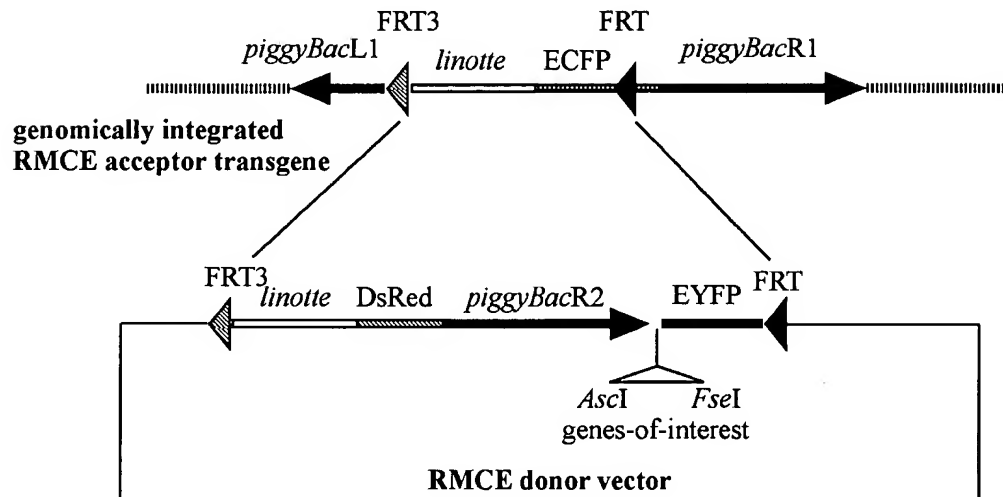 FRT3 FRT
piggyBacL1 linotte ECFP piggyBacR1
genomically integrated
RMCE acceptor transgene
FRT3 FRT
linotte DsRed piggyBacR2 EYFP
AscI FseI
genes-of-interest
RMCE donor vector